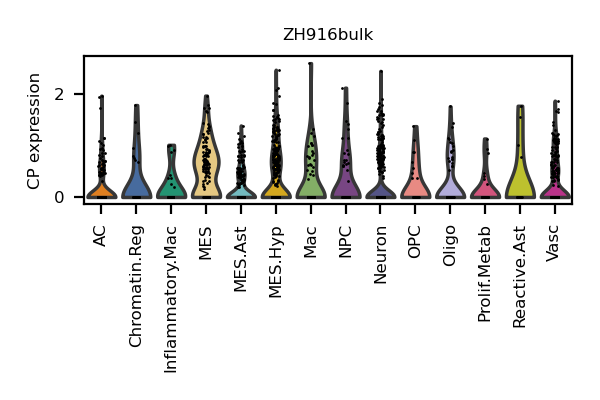 ZH916bulk
CP expression
2
0
AC
Chromatin.Reg
Inflammatory.Mac
MES
MES.Ast
MES.Hyp
Mac
NPC
Neuron
OPC
Oligo
Prolif.Metab
Reactive.Ast
Vasc